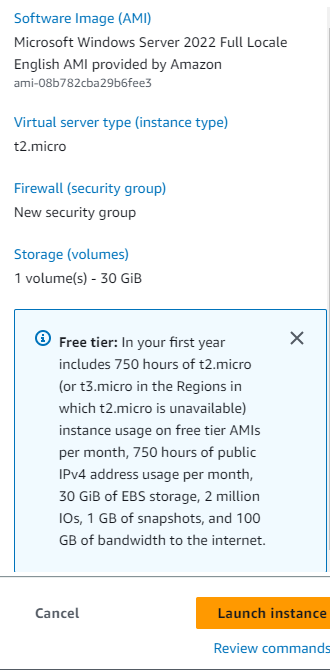 Software Image (AMI)
Microsoft Windows Server 2022 Full Locale
English AMI provided by Amazon
ami-08b782cba29b6fee3
Virtual server type (instance type)
t2.micro
Firewall (security group)
New security group
Storage (volumes)
1 volume(s) - 30 GiB
Free tier: In your first year
includes 750 hours of t2.micro
(or t3.micro in the Regions in
which t2.micro is unavailable)
instance usage on free tier AMIs
per month, 750 hours of public
IPv4 address usage per month,
30 GiB of EBS storage, 2 million
IOs, 1 GB of snapshots, and 100
GB of bandwidth to the internet.
Cancel
Launch instance
Review commands